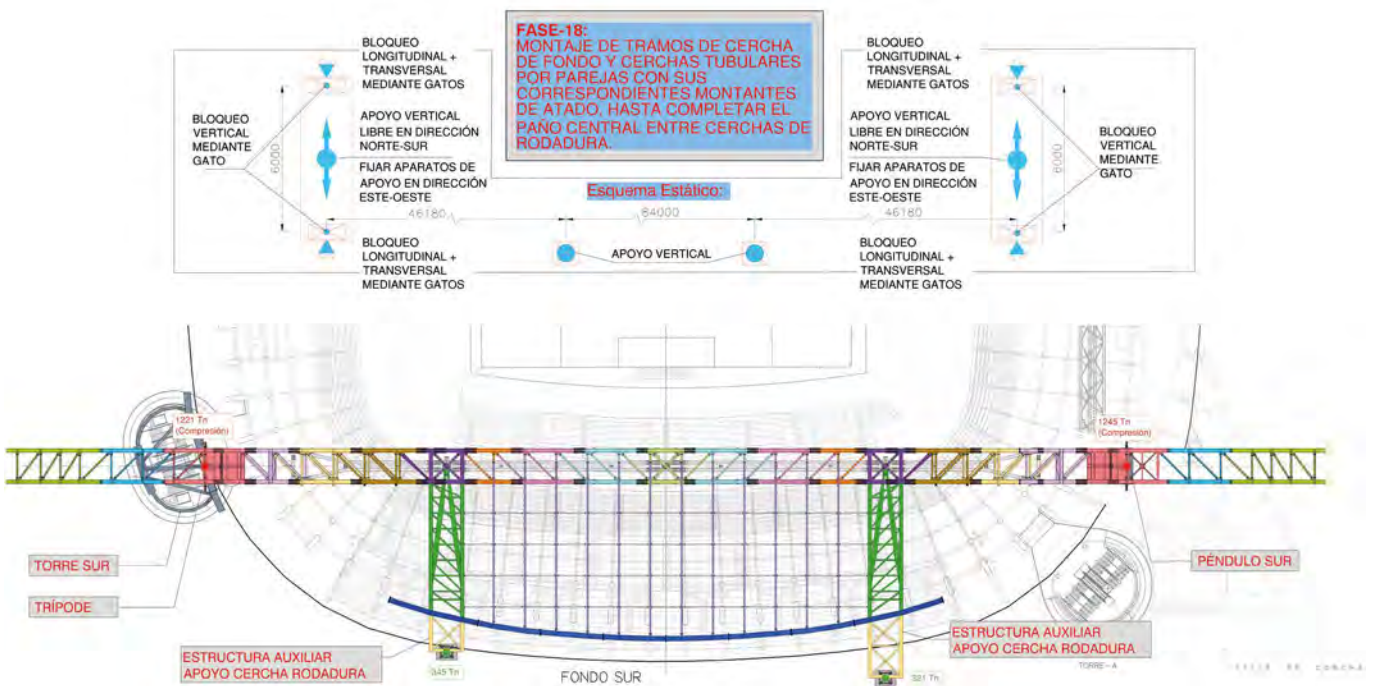 FASE-18:
MONTAJE DE TRAMOS DE CERCHA
DE FONDO Y CERCHAS TUBULARES
POR PAREJAS CON SUS
CORRESPONDIENTES MONTANTES
DE ATADO, HASTA COMPLETAR EL
PAÑO CENTRAL ENTRE CERCHAS DE
RODADURA.
BLOQUEO
LONGITUDINAL +
TRANSVERSAL
MEDIANTE GATOS
BLOQUEO
VERTICAL
MEDIANTE
GATO
6000
APOYO VERTICAL
LIBRE EN DIRECCIÓN
NORTE-SUR
FIJAR APARATOS DE
APOYO EN DIRECCIÓN
ESTE-OESTE
BLOQUEO
LONGITUDINAL +
TRANSVERSAL
MEDIANTE GATOS
BLOQUEO
LONGITUDINAL +
TRANSVERSAL
MEDIANTE GATOS
APOYO VERTICAL
LIBRE EN DIRECCIÓN
NORTE-SUR
FIJAR APARATOS DE
APOYO EN DIRECCIÓN
ESTE-OESTE
6000
BLOQUEO
VERTICAL
MEDIANTE
GATO
BLOQUEO
LONGITUDINAL +
TRANSVERSAL
MEDIANTE GATOS
Esquema Estático:
46180
64000
46180
APOYO VERTICAL
1221 Tn
(Compresión)
1245 Tn
(Compresión)
TORRE SUR
TRÍPODE
PÉNDULO SUR
ESTRUCTURA AUXILIAR
APOYO CERCHA RODADURA
345 Tn
FONDO SUR
ESTRUCTURA AUXILIAR
APOYO CERCHA RODADURA
321 Tn
TORRE-A